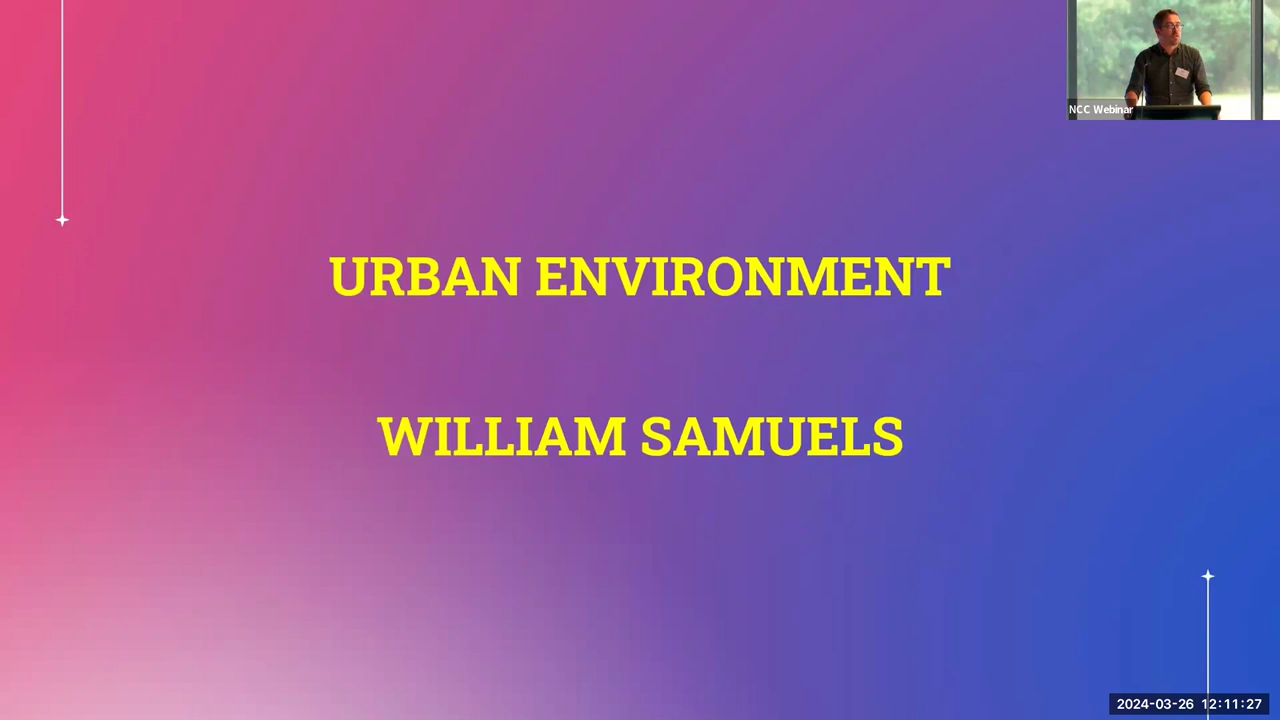 NCC Webinar
URBAN ENVIRONMENT
WILLIAM SAMUELS
2024-03-26 12:11:27